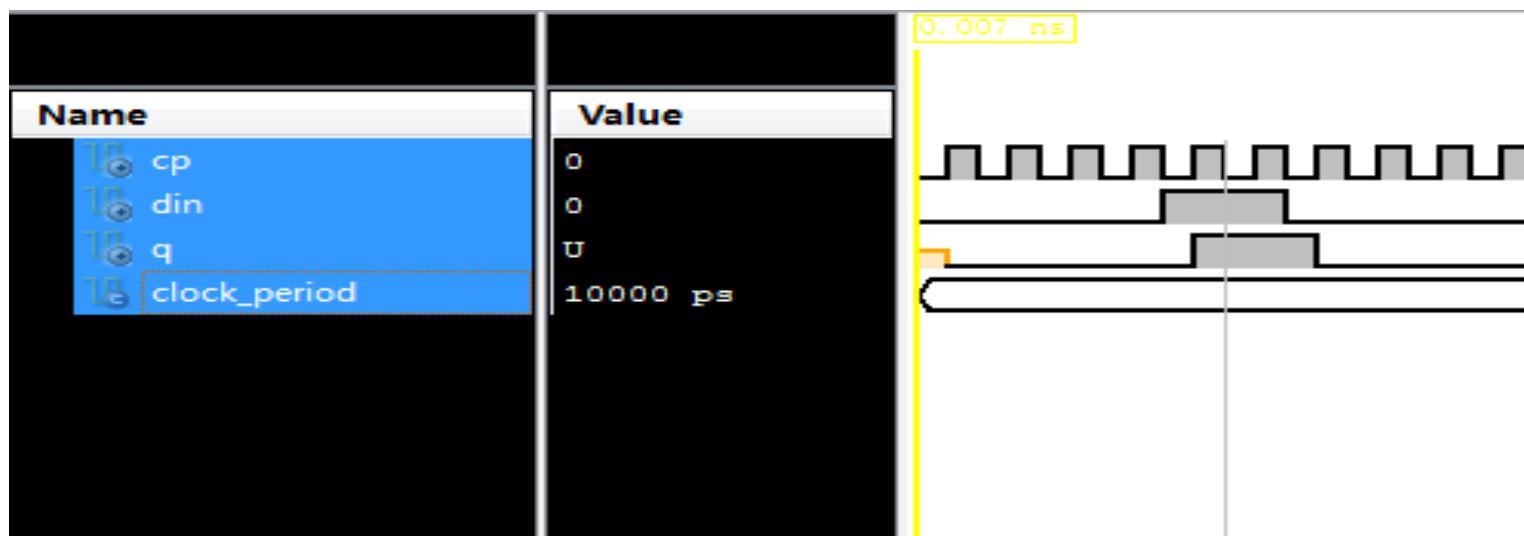 0.007 ns
Name Value
cp 0
din 0
q U
clock_period 10000 ps